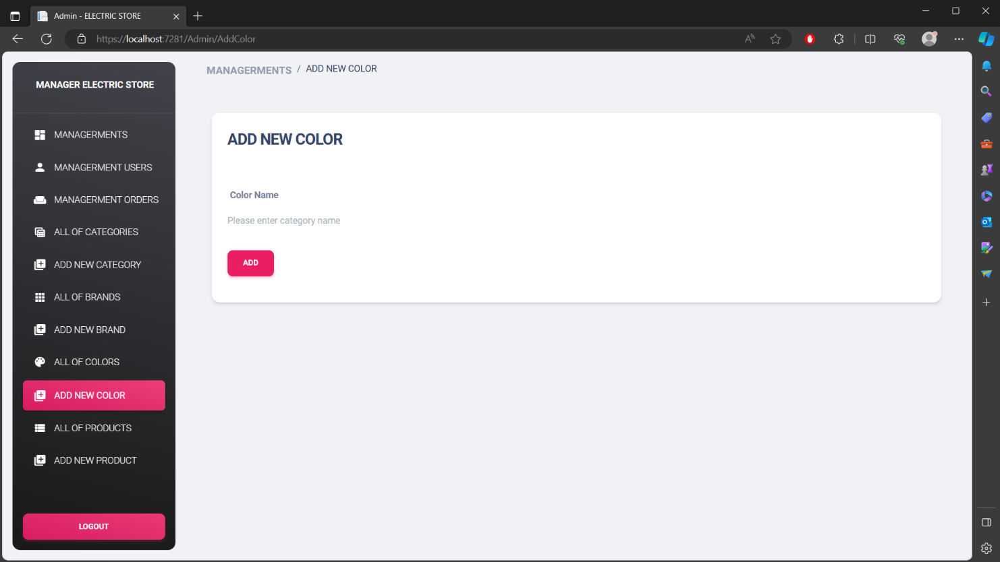 Admin - ELECTRIC STORE
https://localhost:7281/Admin/AddColor
MANAGER ELECTRIC STORE
MANAGERMENTS
MANAGERMENT USERS
MANAGERMENT ORDERS
ALL OF CATEGORIES
ADD NEW CATEGORY
ALL OF BRANDS
ADD NEW BRAND
ALL OF COLORS
ADD NEW COLOR
ALL OF PRODUCTS
ADD NEW PRODUCT
LOGOUT
MANAGERMENTS / ADD NEW COLOR
ADD NEW COLOR
Color Name
Please enter category name
ADD